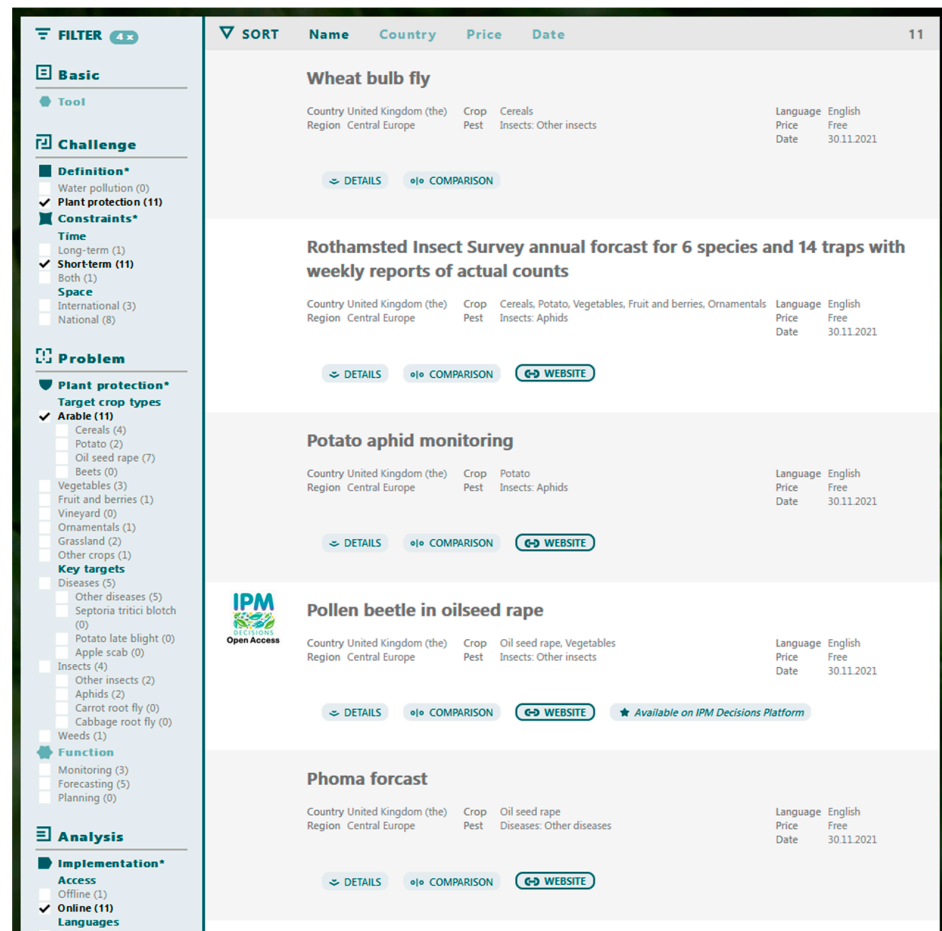 FILTER 4 x
Basic
Tool
Challenge
Definition*
Water pollution (0)
Plant protection (11)
Constraints*
Time
Long-term (1)
Short-term (11)
Both (1)
Space
International (3)
National (8)
Problem
Plant protection*
Target crop types
Arable (11)
Cereals (4)
Potato (2)
Oil seed rape (7)
Beets (0)
Vegetables (3)
Fruit and berries (1)
Vineyard (0)
Ornamentals (1)
Grassland (2)
Other crops (1)
Key targets
Diseases (5)
Other diseases (5)
Septoria tritici blotch
(0)
Potato late blight (0)
Apple scab (0)
Insects (4)
Other insects (2)
Aphids (2)
Carrot root fly (0)
Cabbage root fly (0)
Weeds (1)
Function
Monitoring (3)
Forecasting (5)
Planning (0)
Analysis
Implementation*
Access
Offline (1)
Online (11)
Languages
SORT Name Country Price Date 11
Wheat bulb fly
Country United Kingdom (the) Crop Cereals Language English
Region Central Europe Pest Insects: Other insects Price Free
Date 30.11.2021
DETAILS COMPARISON
Rothamsted Insect Survey annual forcast for 6 species and 14 traps with
weekly reports of actual counts
Country United Kingdom (the) Crop Cereals, Potato, Vegetables, Fruit and berries, Ornamentals Language English
Region Central Europe Pest Insects: Aphids Price Free
Date 30.11.2021
DETAILS COMPARISON WEBSITE
Potato aphid monitoring
Country United Kingdom (the) Crop Potato Language English
Region Central Europe Pest Insects: Aphids Price Free
Date 30.11.2021
DETAILS COMPARISON WEBSITE
IPM
DECISIONS
Open Access
Pollen beetle in oilseed rape
Country United Kingdom (the) Crop Oil seed rape, Vegetables Language English
Region Central Europe Pest Insects: Other insects Price Free
Date 30.11.2021
DETAILS COMPARISON WEBSITE Available on IPM Decisions Platform
Phoma forcast
Country United Kingdom (the) Crop Oil seed rape Language English
Region Central Europe Pest Diseases: Other diseases Price Free
Date 30.11.2021
DETAILS COMPARISON WEBSITE